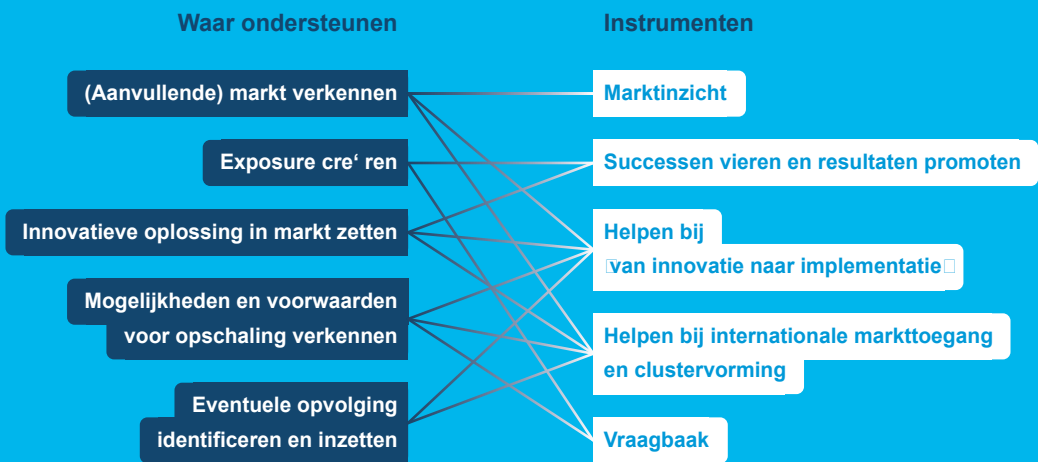 Waar ondersteunen
(Aanvullende) markt verkennen
Exposure cre‘ ren
Innovatieve oplossing in markt zetten
Mogelijkheden en voorwaarden
voor opschaling verkennen
Eventuele opvolging
identificeren en inzetten
Instrumenten
Marktinzicht
Successen vieren en resultaten promoten
Helpen bij
van innovatie naar implementatie
Helpen bij internationale markttoegang
en clustervorming
Vraagbaak